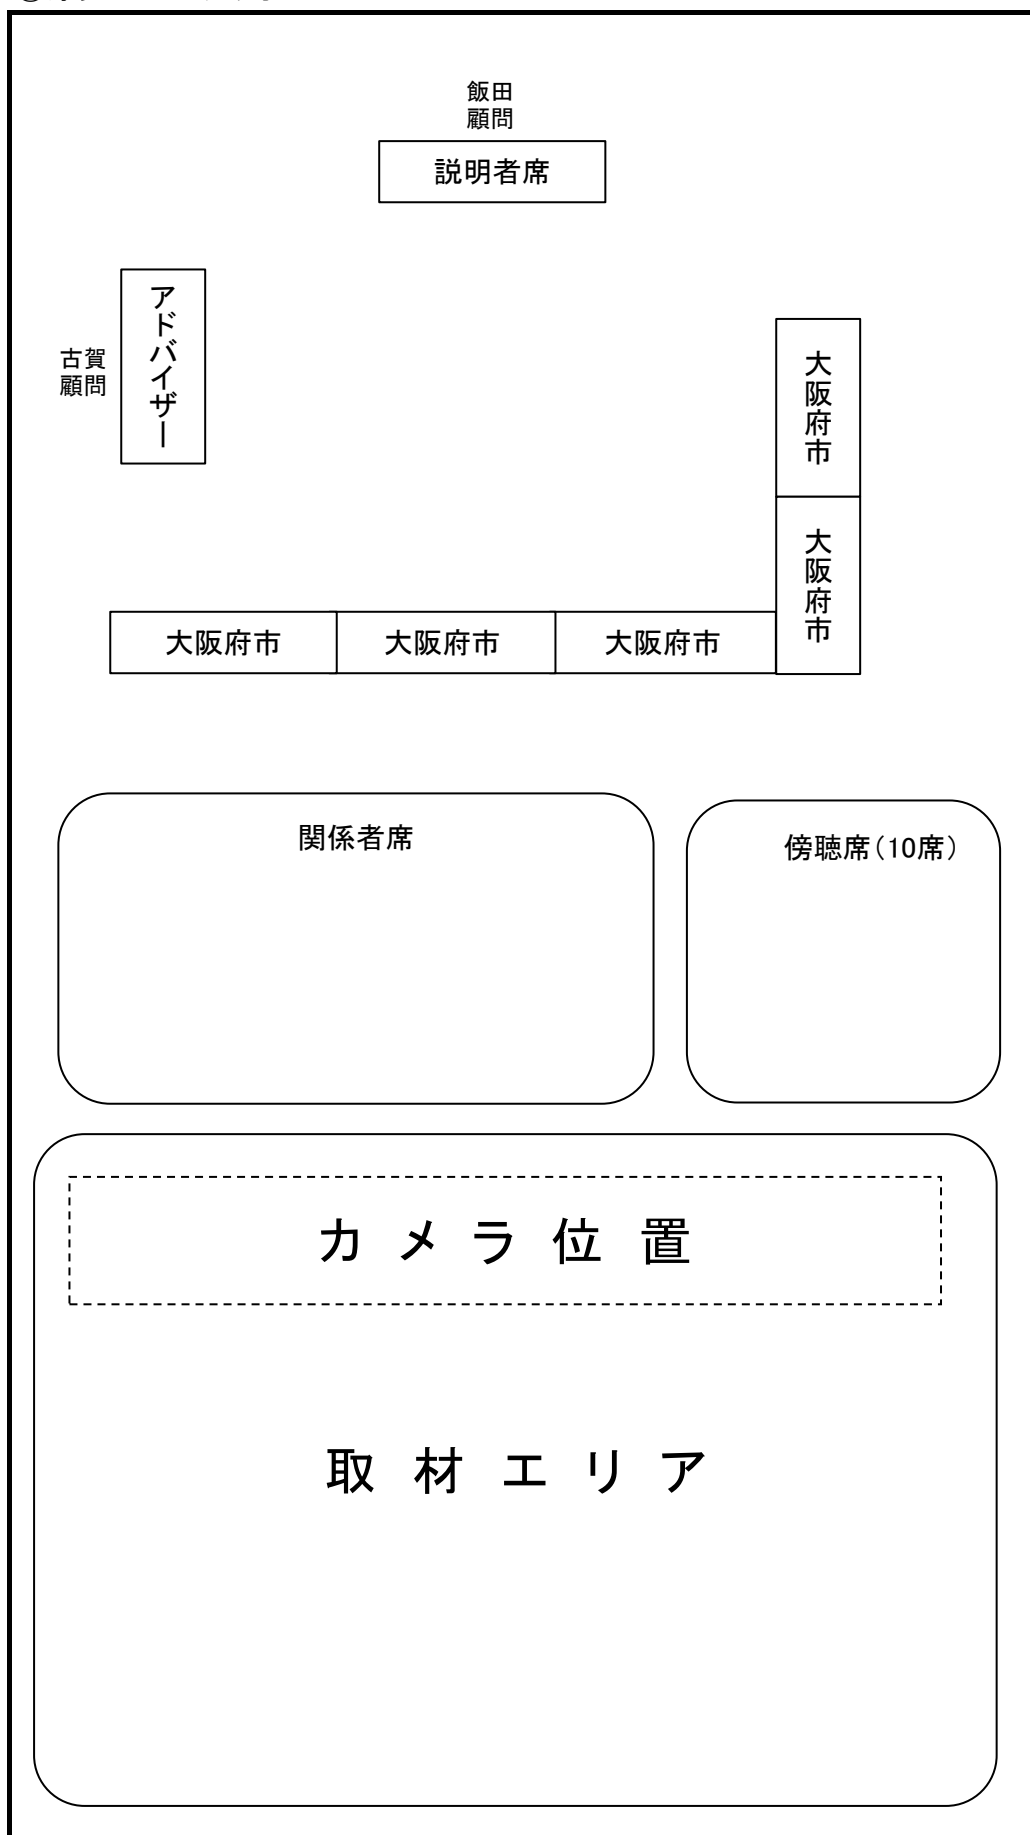 飯田
顧問
説明者席
アドバイザー
古賀
顧問
大阪府市
大阪府市
大阪府市
大阪府市
大阪府市
関係者席
傍聴席（10席）
カメラ位置
取材エリア